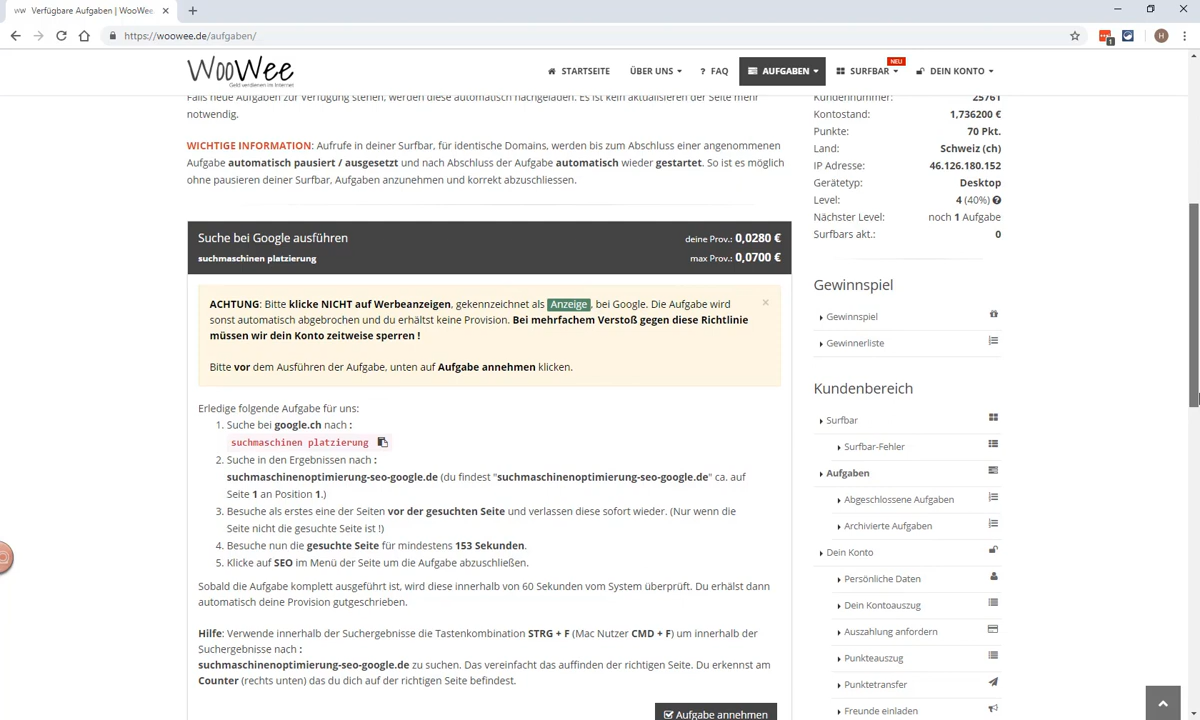 Verfügbare Aufgaben | WooWee
https://woowee.de/aufgaben/
1
H
WooWee
Geld verdienen im Internet
STARTSEITE
ÜBER UNS
? FAQ
AUFGABEN
SURFBAR
NEU
DEIN KONTO
Falls neue Aufgaben zur Verfügung stehen, werden diese automatisch nachgeladen. Es ist kein aktualisieren der Seite mehr
notwendig.
WICHTIGE INFORMATION: Aufrufe in deiner Surfbar, für identische Domains, werden bis zum Abschluss einer angenommenen
Aufgabe automatisch pausiert / ausgesetzt und nach Abschluss der Aufgabe automatisch wieder gestartet. So ist es möglich
ohne pausieren deiner Surfbar, Aufgaben anzunehmen und korrekt abzuschliessen.
Suche bei Google ausführen
deine Prov.: 0,0280 €
suchmaschinen platzierung
max Prov.: 0,0700 €
ACHTUNG: Bitte klicke NICHT auf Werbeanzeigen, gekennzeichnet als Anzeige, bei Google. Die Aufgabe wird
sonst automatisch abgebrochen und du erhältst keine Provision. Bei mehrfachem Verstoß gegen diese Richtlinie
müssen wir dein Konto zeitweise sperren !
Bitte vor dem Ausführen der Aufgabe, unten auf Aufgabe annehmen klicken.
Erledige folgende Aufgabe für uns:
1. Suche bei google.ch nach :
suchmaschinen platzierung
2. Suche in den Ergebnissen nach :
suchmaschinenoptimierung-seo-google.de (du findest "suchmaschinenoptimierung-seo-google.de" ca. auf
Seite 1 an Position 1.)
3. Besuche als erstes eine der Seiten vor der gesuchten Seite und verlassen diese sofort wieder. (Nur wenn die
Seite nicht die gesuchte Seite ist !)
4. Besuche nun die gesuchte Seite für mindestens 153 Sekunden.
5. Klicke auf SEO im Menü der Seite um die Aufgabe abzuschließen.
Sobald die Aufgabe komplett ausgeführt ist, wird diese innerhalb von 60 Sekunden vom System überprüft. Du erhälst dann
automatisch deine Provision gutgeschrieben.
Hilfe: Verwende innerhalb der Suchergebnisse die Tastenkombination STRG + F (Mac Nutzer CMD + F) um innerhalb der
Suchergebnisse nach :
suchmaschinenoptimierung-seo-google.de zu suchen. Das vereinfacht das auffinden der richtigen Seite. Du erkennst am
Counter (rechts unten) das du dich auf der richtigen Seite befindest.
Aufgabe annehmen
Kundennummer: 25761
Kontostand: 1,736200 €
Punkte: 70 Pkt.
Land: Schweiz (ch)
IP Adresse: 46.126.180.152
Gerätetyp: Desktop
Level: 4 (40%)
Nächster Level: noch 1 Aufgabe
Surfbars akt.: 0
Gewinnspiel
Gewinnspiel
Gewinnerliste
Kundenbereich
Surfbar
Surfbar-Fehler
Aufgaben
Abgeschlossene Aufgaben
Archivierte Aufgaben
Dein Konto
Persönliche Daten
Dein Kontoauszug
Auszahlung anfordern
Punkteauszug
Punktetransfer
Freunde einladen